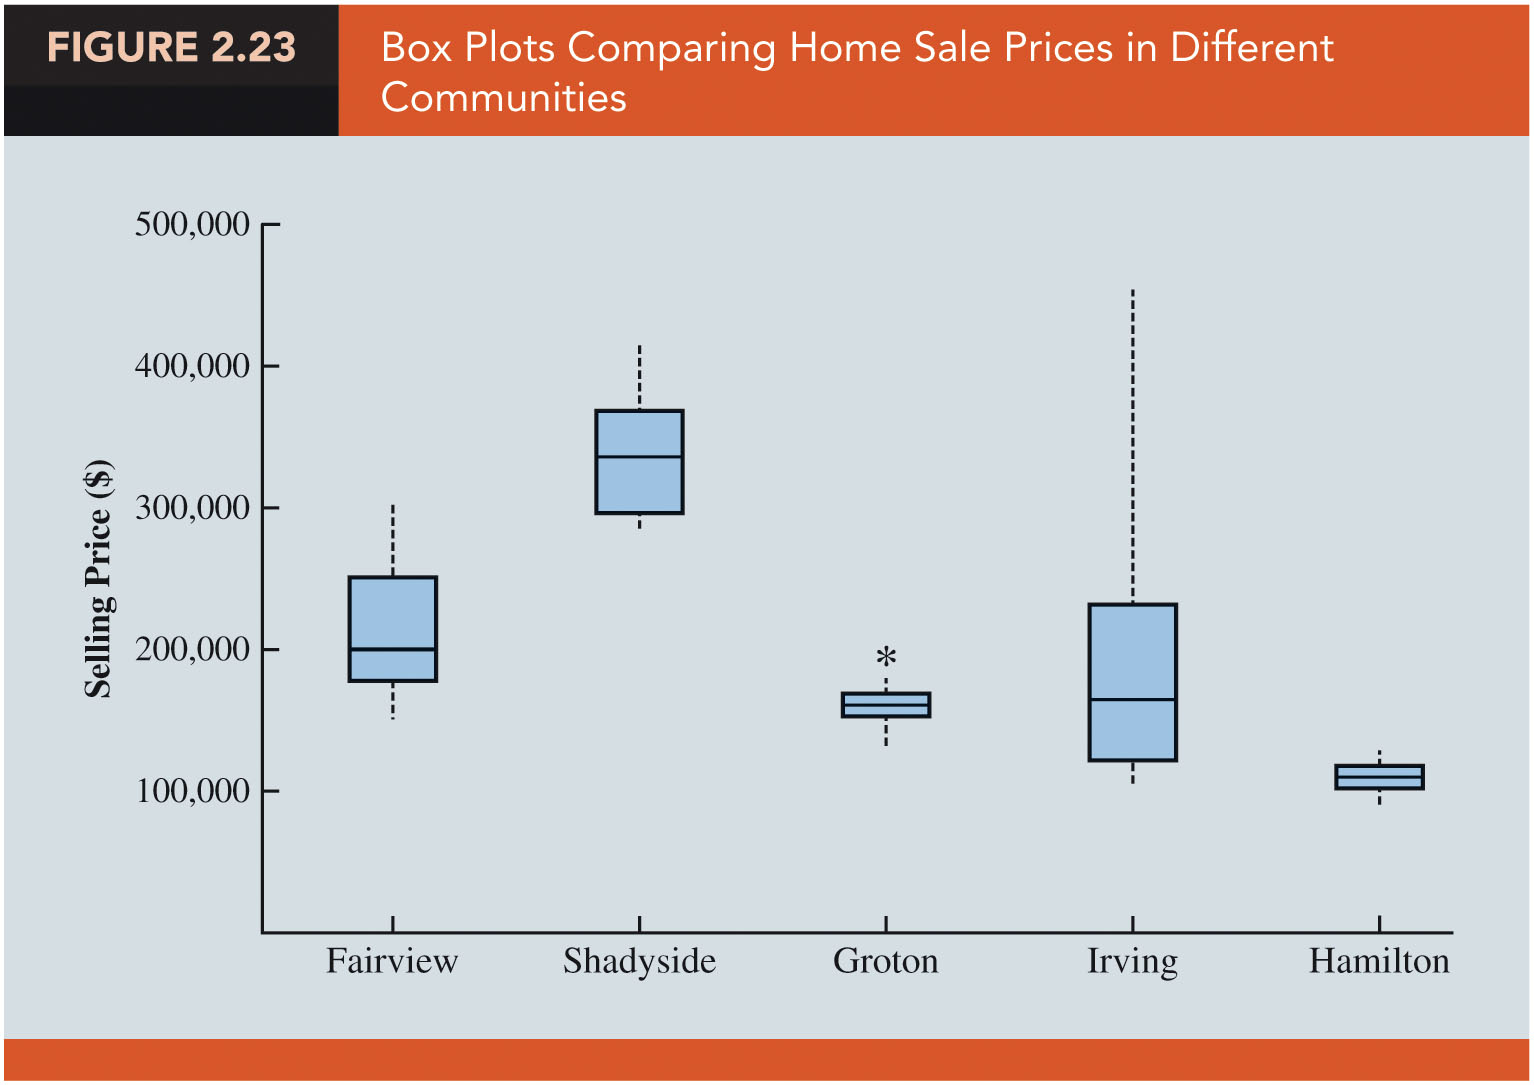 FIGURE 2.23
Box Plots Comparing Home Sale Prices in Different
Communities
500,000
400,000
300,000
200,000
100,000
Selling Price ($)
*
Fairview
Shadyside
Groton
Irving
Hamilton